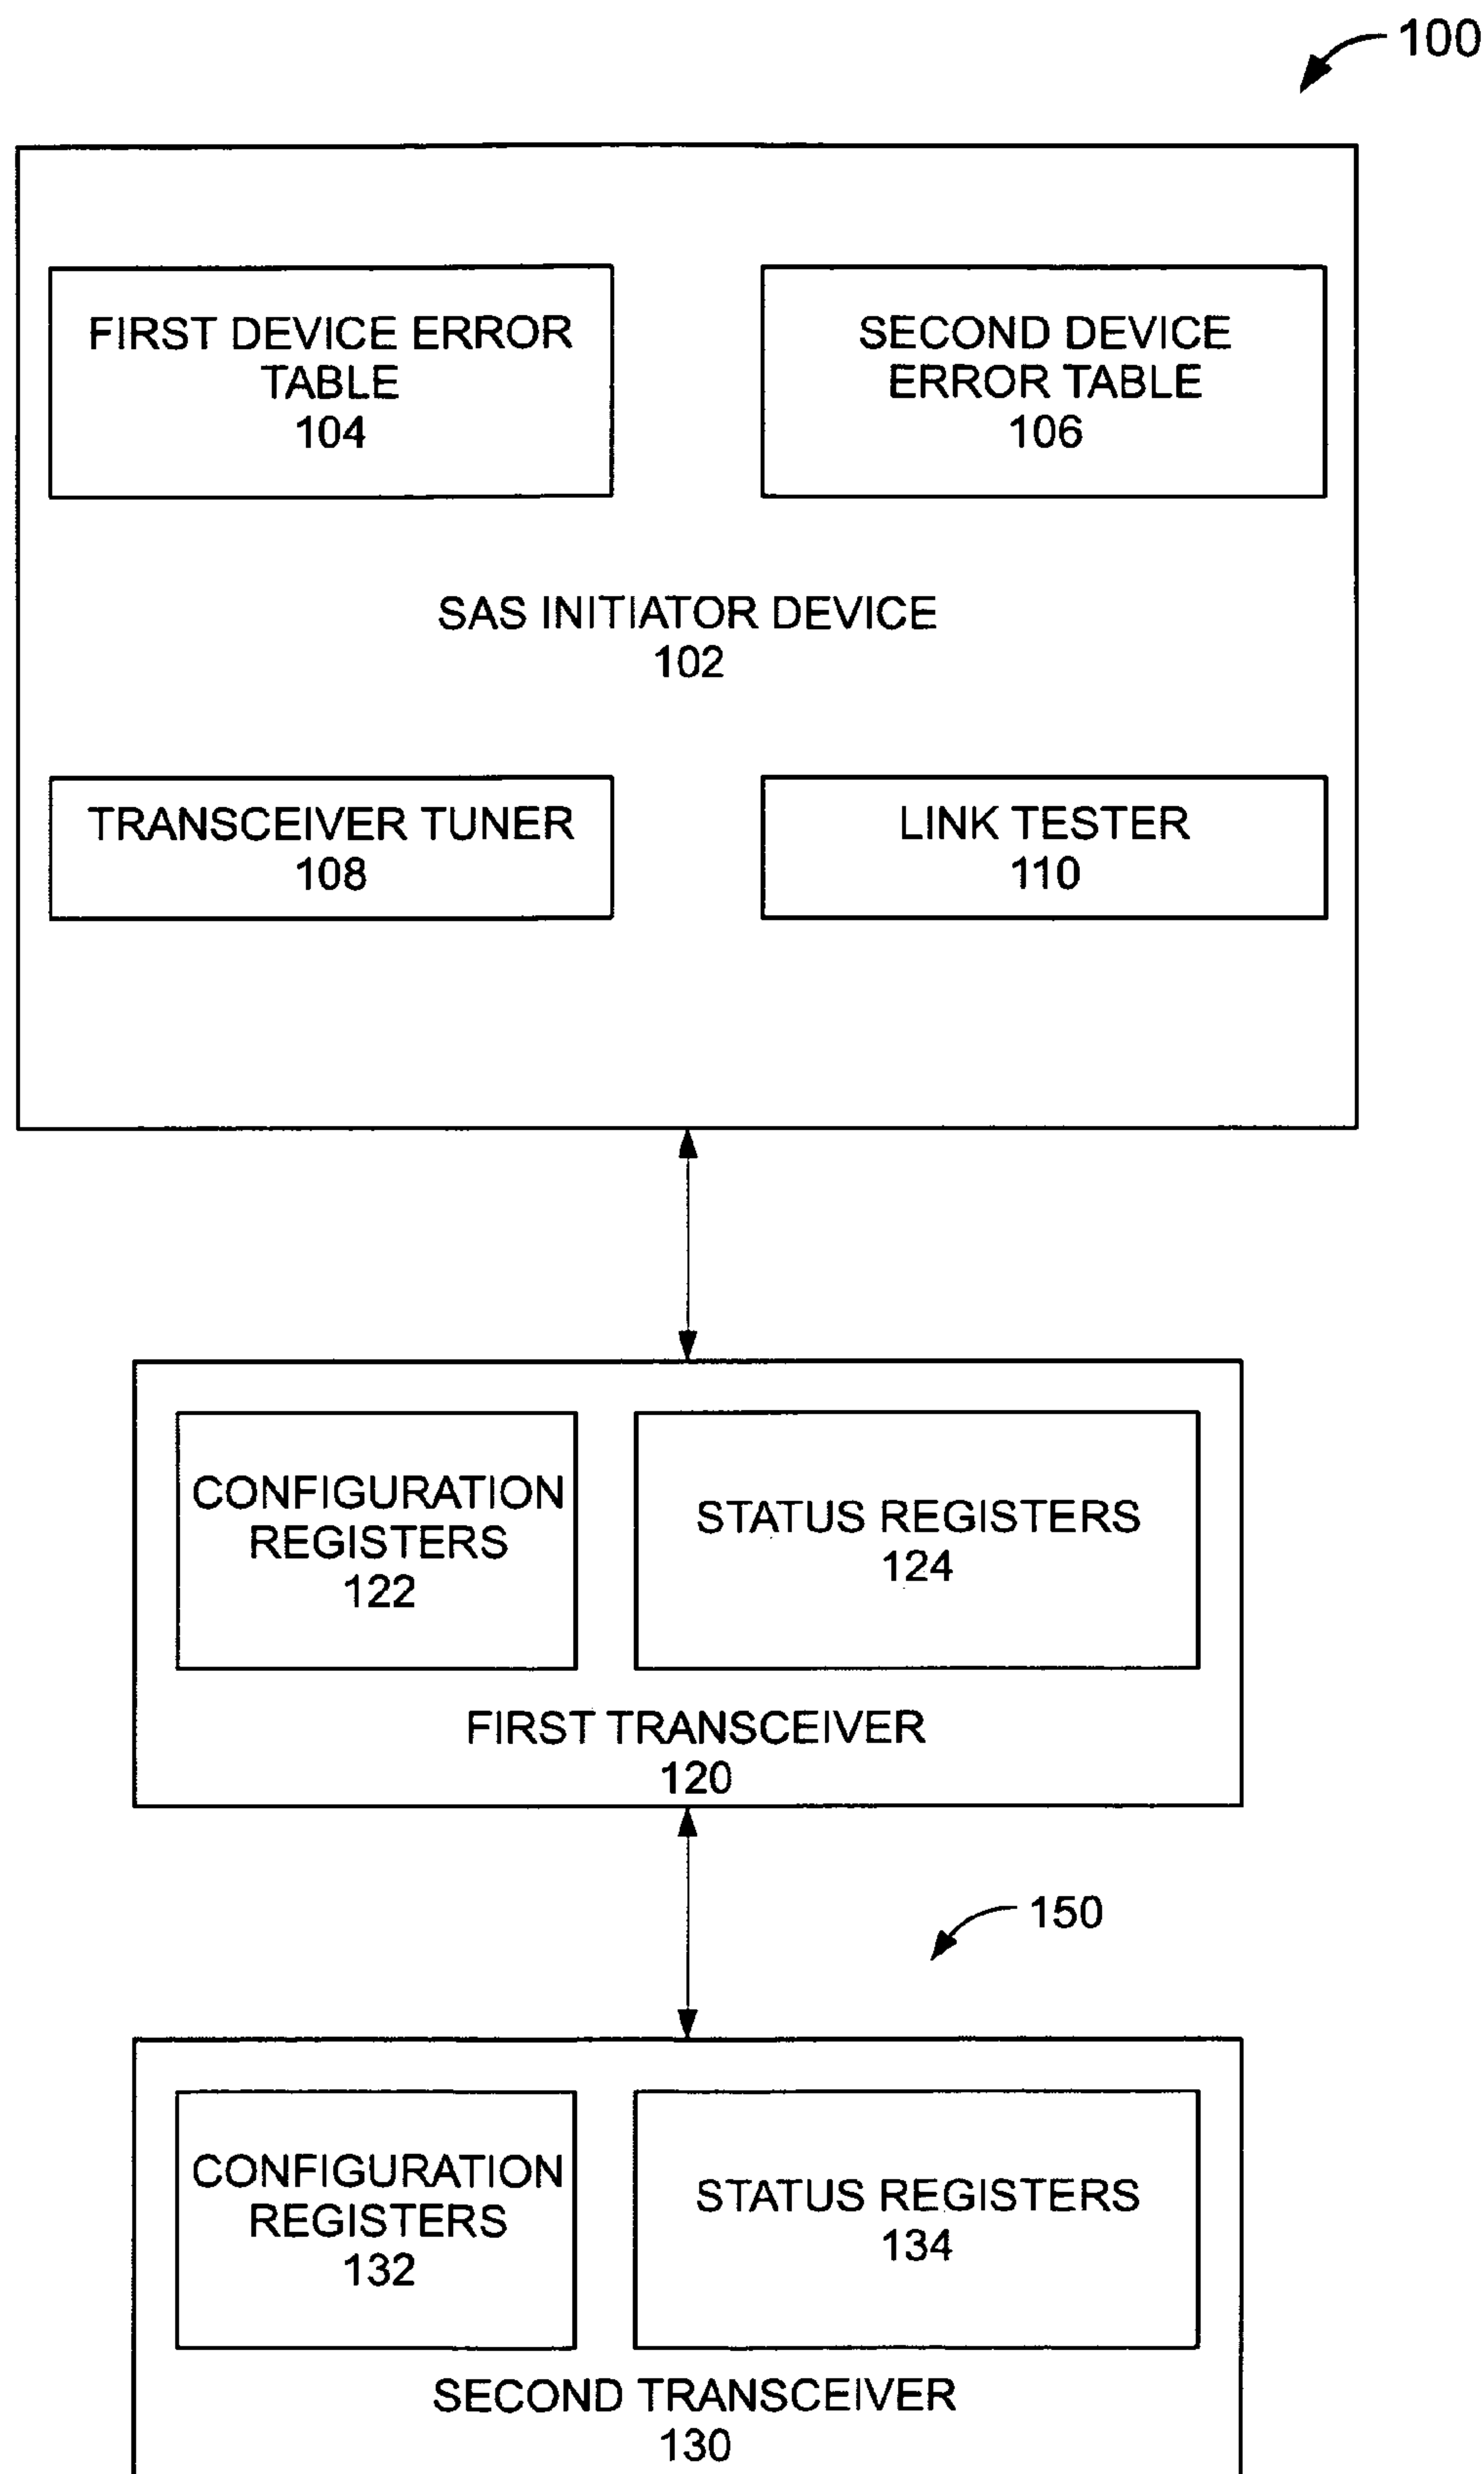 100
FIRST DEVICE ERROR
TABLE
104
SECOND DEVICE
ERROR TABLE
106
SAS INITIATOR DEVICE
102
TRANSCEIVER TUNER
108
LINK TESTER
110
CONFIGURATION
REGISTERS
122
STATUS REGISTERS
124
FIRST TRANSCEIVER
120
150
CONFIGURATION
REGISTERS
132
STATUS REGISTERS
134
SECOND TRANSCEIVER
130